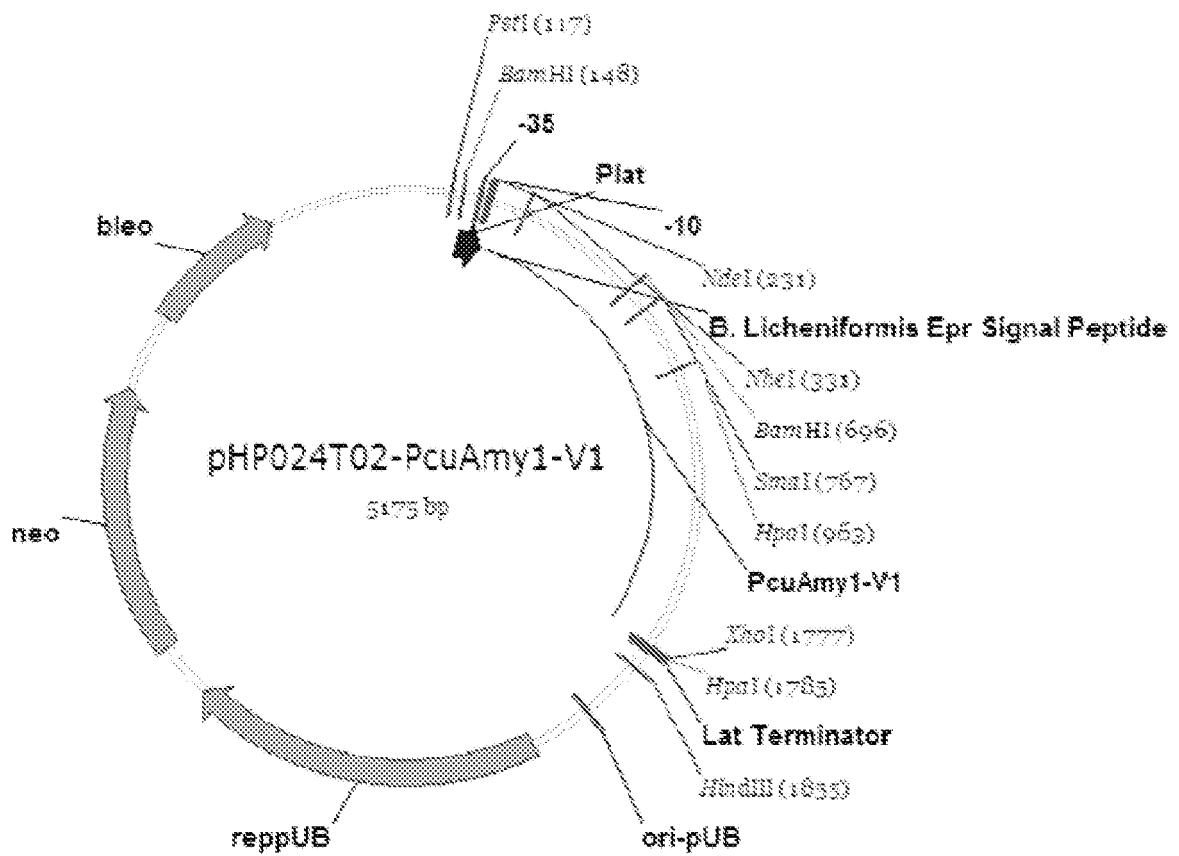 PstI (117)
BamHI (148)
-35
Plat
-10
bleo
NdeI (231)
B. Licheniformis Epr Signal Peptide
NheI (331)
BamHI (696)
pHP024T02-PcuAmy1-V1
5175 bp
SmaI (767)
HpaI (963)
neo
PcuAmy1-V1
XhoI (1777)
HpaI (1785)
Lat Terminator
HindIII (1855)
reppUB
ori-pUB